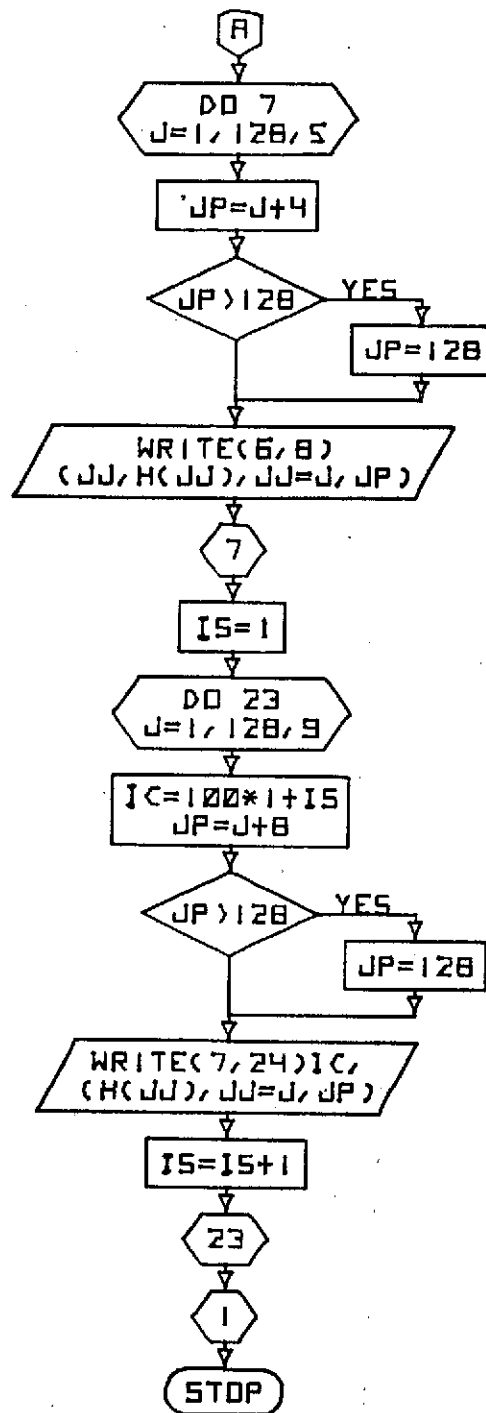 A
DO 7
J=1,128,5
JP=J+4
JP>128
YES
JP=128
WRITE(6,8)
(JJ,H(JJ),JJ=J,JP)
7
IS=1
DO 23
J=1,128,9
IC=100*1+IS
JP=J+8
JP>128
YES
JP=128
WRITE(7,24)IC,
(H(JJ),JJ=J,JP)
IS=IS+1
23
1
STOP